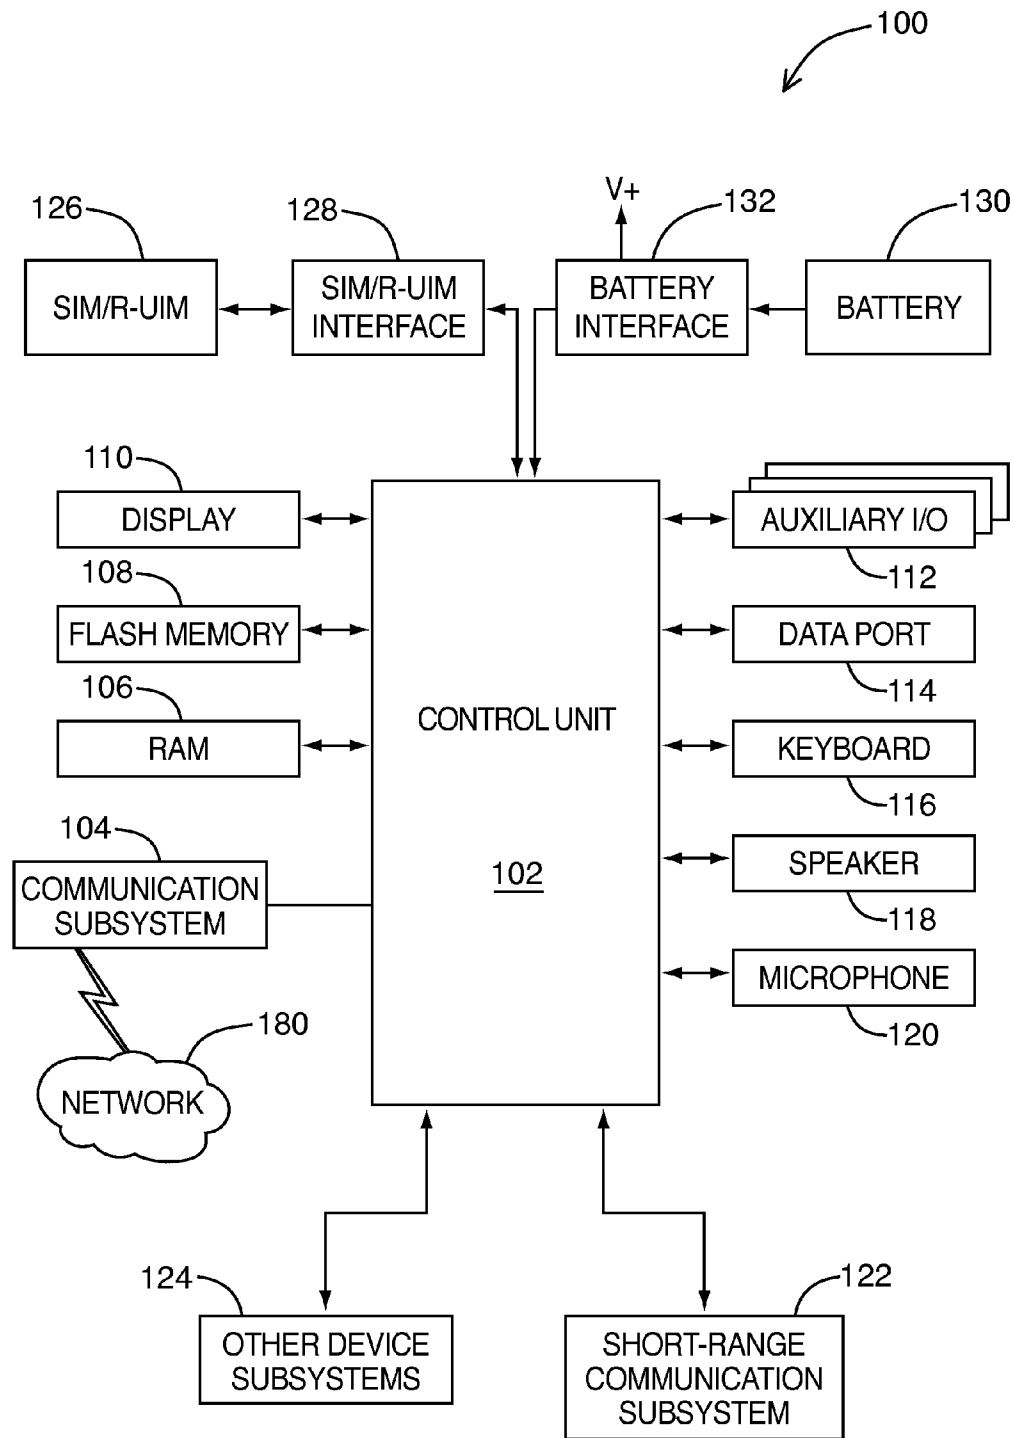 100
V+
126
128
132
130
SIM/R-UIM
SIM/R-UIM
INTERFACE
BATTERY
INTERFACE
BATTERY
110
DISPLAY
AUXILIARY I/O
112
108
FLASH MEMORY
DATA PORT
114
106
RAM
CONTROL UNIT
KEYBOARD
116
104
COMMUNICATION
SUBSYSTEM
102
SPEAKER
118
MICROPHONE
120
180
NETWORK
124
122
OTHER DEVICE
SUBSYSTEMS
SHORT-RANGE
COMMUNICATION
SUBSYSTEM